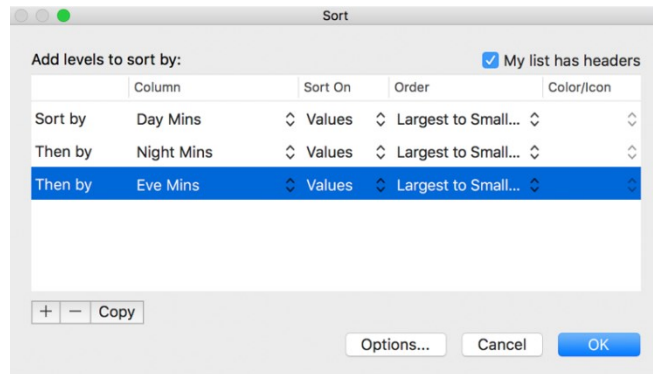 Sort
Add levels to sort by: My list has headers
Column Sort On Order Color/Icon
Sort by Day Mins Values Largest to Small...
Then by Night Mins Values Largest to Small...
Then by Eve Mins Values Largest to Small...
+ − Copy
Options... Cancel OK